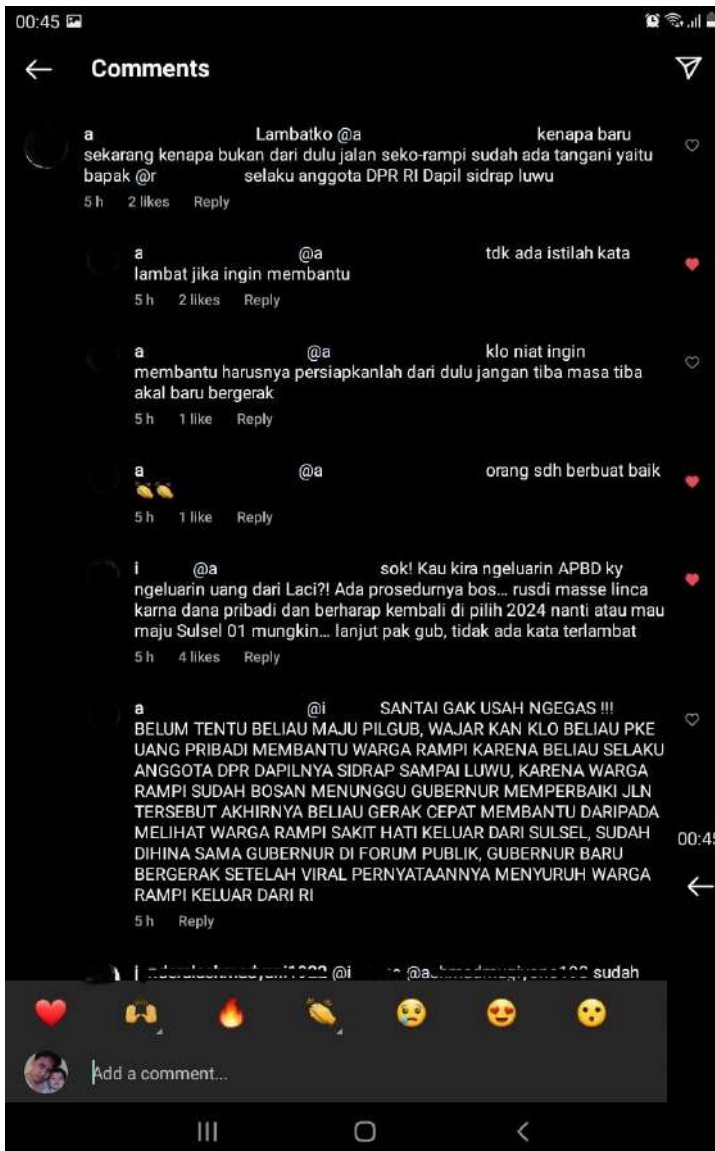 00:45
Comments
a Lambatko @a kenapa baru
sekarang kenapa bukan dari dulu jalan seko-rampi sudah ada tangani yaitu
bapak @r selaku anggota DPR RI Dapil sidrap luwu
5 h 2 likes Reply
a @a tdk ada istilah kata
lambat jika ingin membantu
5 h 2 likes Reply
a @a klo niat ingin
membantu harusnya persiapkanlah dari dulu jangan tiba masa tiba
akal baru bergerak
5 h 1 like Reply
a @a orang sdh berbuat baik
5 h 1 like Reply
i @a sok! Kau kira ngeluarin APBD ky
ngeluarin uang dari Laci?! Ada prosedurnya bos... rusdi masse linca
karna dana pribadi dan berharap kembali di pilih 2024 nanti atau mau
maju Sulsel 01 mungkin... lanjut pak gub, tidak ada kata terlambat
5 h 4 likes Reply
a @i SANTAI GAK USAH NGEGAS !!!
BELUM TENTU BELIAU MAJU PILGUB, WAJAR KAN KLO BELIAU PKE
UANG PRIBADI MEMBANTU WARGA RAMPI KARENA BELIAU SELAKU
ANGGOTA DPR DAPILNYA SIDRAP SAMPAI LUWU, KARENA WARGA
RAMPI SUDAH BOSAN MENUNGGU GUBERNUR MEMPERBAIKI JLN
TERSEBUT AKHIRNYA BELIAU GERAK CEPAT MEMBANTU DARIPADA
MELIHAT WARGA RAMPI SAKIT HATI KELUAR DARI SULSEL, SUDAH
DIHINA SAMA GUBERNUR DI FORUM PUBLIK, GUBERNUR BARU
BERGERAK SETELAH VIRAL PERNYATAANNYA MENYURUH WARGA
RAMPI KELUAR DARI RI
00:45
5 h Reply
@i sudah
Add a comment...